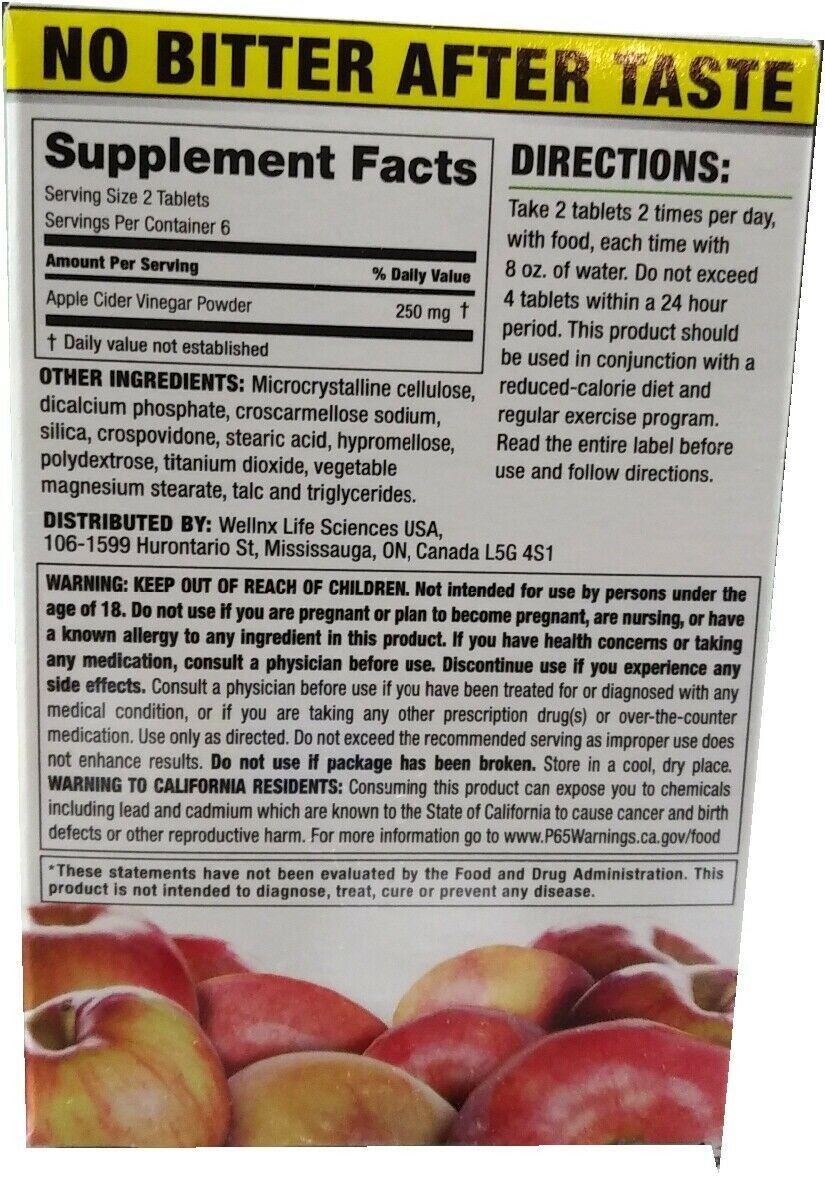 NO BITTER AFTER TASTE
Supplement Facts
Serving Size 2 Tablets
Servings Per Container 6
Amount Per Serving % Daily Value
Apple Cider Vinegar Powder 250 mg †
† Daily value not established
OTHER INGREDIENTS: Microcrystalline cellulose,
dicalcium phosphate, croscarmellose sodium,
silica, crospovidone, stearic acid, hypromellose,
polydextrose, titanium dioxide, vegetable
magnesium stearate, talc and triglycerides.
DIRECTIONS:
Take 2 tablets 2 times per day,
with food, each time with
8 oz. of water. Do not exceed
4 tablets within a 24 hour
period. This product should
be used in conjunction with a
reduced-calorie diet and
regular exercise program.
Read the entire label before
use and follow directions.
DISTRIBUTED BY: Wellnx Life Sciences USA,
106-1599 Hurontario St, Mississauga, ON, Canada L5G 4S1
WARNING: KEEP OUT OF REACH OF CHILDREN. Not intended for use by persons under the
age of 18. Do not use if you are pregnant or plan to become pregnant, are nursing, or have
a known allergy to any ingredient in this product. If you have health concerns or taking
any medication, consult a physician before use. Discontinue use if you experience any
side effects. Consult a physician before use if you have been treated for or diagnosed with any
medical condition, or if you are taking any other prescription drug(s) or over-the-counter
medication. Use only as directed. Do not exceed the recommended serving as improper use does
not enhance results. Do not use if package has been broken. Store in a cool, dry place.
WARNING TO CALIFORNIA RESIDENTS: Consuming this product can expose you to chemicals
including lead and cadmium which are known to the State of California to cause cancer and birth
defects or other reproductive harm. For more information go to www.P65Warnings.ca.gov/food
*These statements have not been evaluated by the Food and Drug Administration. This
product is not intended to diagnose, treat, cure or prevent any disease.